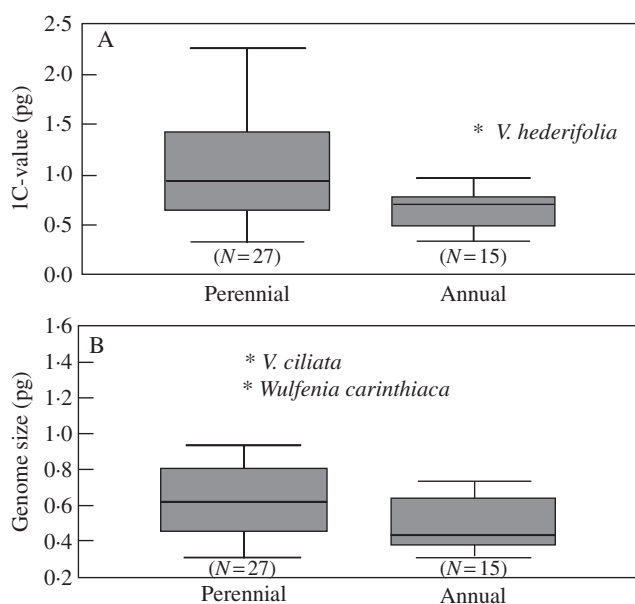 A
1C-value (pg)
2·5
2·0
1·5
1·0
0·5
0·0
* V. hederifolia
(N=27)
(N=15)
Perennial
Annual
B
Genome size (pg)
1·6
1·4
1·2
1·0
0·8
0·6
0·4
0·2
* V. ciliata
* Wulfenia carinthiaca
(N=27)
(N=15)
Perennial
Annual